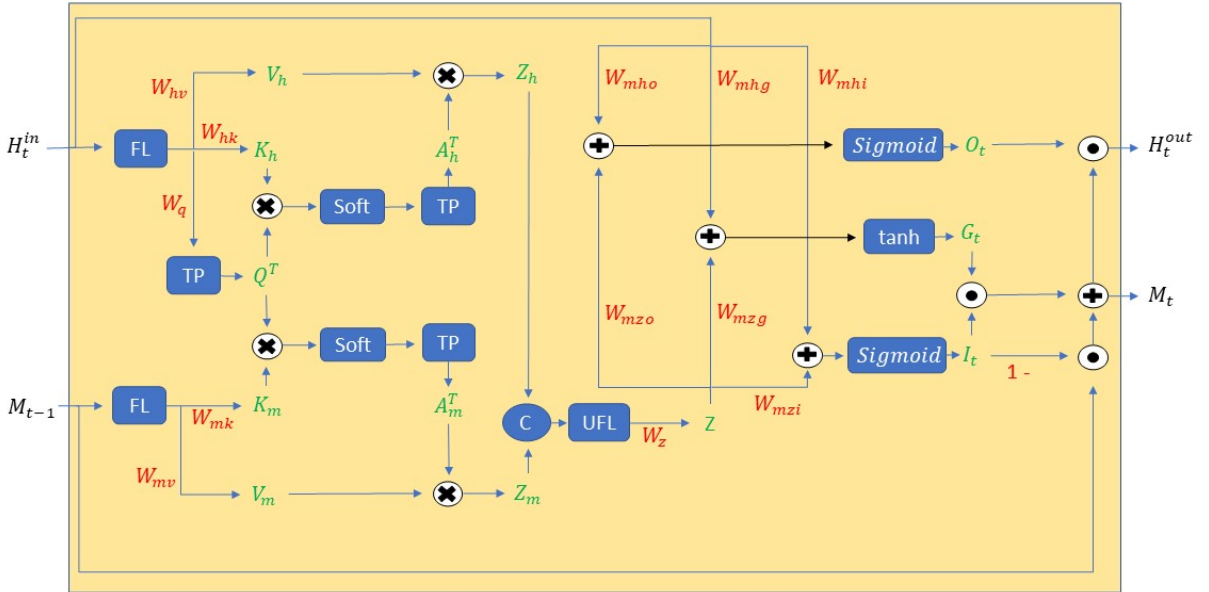 V_h
Z_h
W_hv
W_mho
W_mhg
W_mhi
H_t^in
FL
W_hk
K_h
A_h^T
Sigmoid
O_t
H_t^out
W_q
Soft
TP
tanh
G_t
TP
Q^T
M_t
W_mzo
W_mzg
Soft
TP
Sigmoid
I_t
1 -
M_t-1
FL
W_mk
K_m
A_m^T
C
UFL
W_z
Z
W_mzi
W_mv
V_m
Z_m